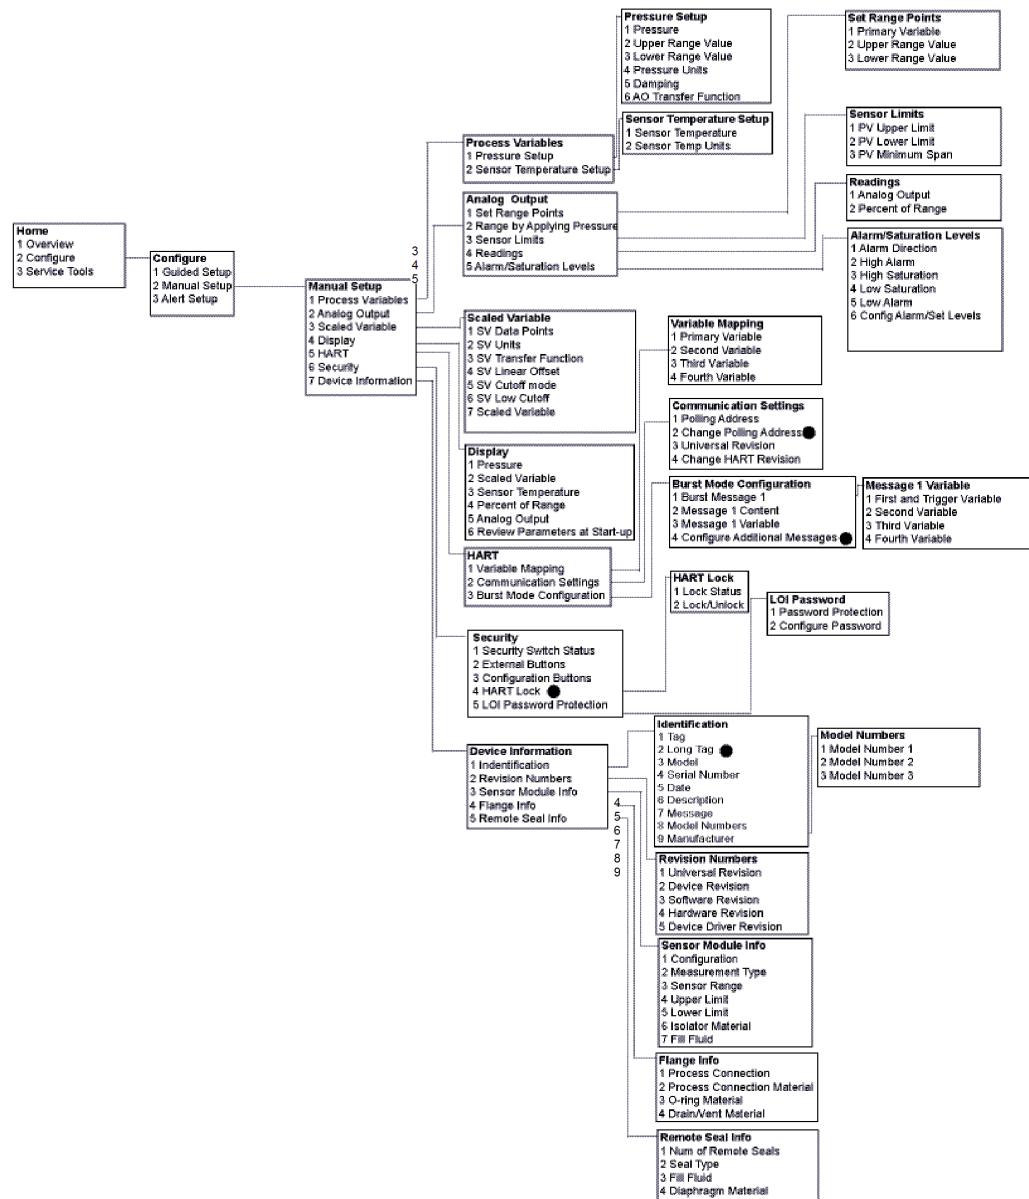 Home
1 Overview
2 Configure
3 Service Tools
Configure
1 Guided Setup
2 Manual Setup
3 Alert Setup
Manual Setup
1 Process Variables
2 Analog Output
3 Scaled Variable
4 Display
5 HART
6 Security
7 Device Information
3
4
5
Process Variables
1 Pressure Setup
2 Sensor Temperature Setup
Pressure Setup
1 Pressure
2 Upper Range Value
3 Lower Range Value
4 Pressure Units
5 Damping
6 AO Transfer Function
Sensor Temperature Setup
1 Sensor Temperature
2 Sensor Temp Units
Analog Output
1 Set Range Points
2 Range by Applying Pressure
3 Sensor Limits
4 Readings
5 Alarm/Saturation Levels
Set Range Points
1 Primary Variable
2 Upper Range Value
3 Lower Range Value
Sensor Limits
1 PV Upper Limit
2 PV Lower Limit
3 PV Minimum Span
Readings
1 Analog Output
2 Percent of Range
Alarm/Saturation Levels
1 Alarm Direction
2 High Alarm
3 High Saturation
4 Low Saturation
5 Low Alarm
6 Config Alarm/Set Levels
Scaled Variable
1 SV Data Points
2 SV Units
3 SV Transfer Function
4 SV Linear Offset
5 SV Cutoff mode
6 SV Low Cutoff
7 Scaled Variable
Display
1 Pressure
2 Scaled Variable
3 Sensor Temperature
4 Percent of Range
5 Analog Output
6 Review Parameters at Start-up
HART
1 Variable Mapping
2 Communication Settings
3 Burst Mode Configuration
Variable Mapping
1 Primary Variable
2 Second Variable
3 Third Variable
4 Fourth Variable
Communication Settings
1 Polling Address
2 Change Polling Address
3 Universal Revision
4 Change HART Revision
Burst Mode Configuration
1 Burst Message 1
2 Message 1 Content
3 Message 1 Variable
4 Configure Additional Messages
Message 1 Variable
1 First and Trigger Variable
2 Second Variable
3 Third Variable
4 Fourth Variable
Security
1 Security Switch Status
2 External Buttons
3 Configuration Buttons
4 HART Lock
5 LOI Password Protection
HART Lock
1 Lock Status
2 Lock/Unlock
LOI Password
1 Password Protection
2 Configure Password
Device Information
1 Indentification
2 Revision Numbers
3 Sensor Module Info
4 Flange Info
5 Remote Seal Info
4
5
6
7
8
9
Identification
1 Tag
2 Long Tag
3 Model
4 Serial Number
5 Date
6 Description
7 Message
8 Model Numbers
9 Manufacturer
Model Numbers
1 Model Number 1
2 Model Number 2
3 Model Number 3
Revision Numbers
1 Universal Revision
2 Device Revision
3 Software Revision
4 Hardware Revision
5 Device Driver Revision
Sensor Module Info
1 Configuration
2 Measurement Type
3 Sensor Range
4 Upper Limit
5 Lower Limit
6 Isolator Material
7 Fill Fluid
Flange Info
1 Process Connection
2 Process Connection Material
3 O-ring Material
4 Drain/Vent Material
Remote Seal Info
1 Num of Remote Seals
2 Seal Type
3 Fill Fluid
4 Diaphragm Material